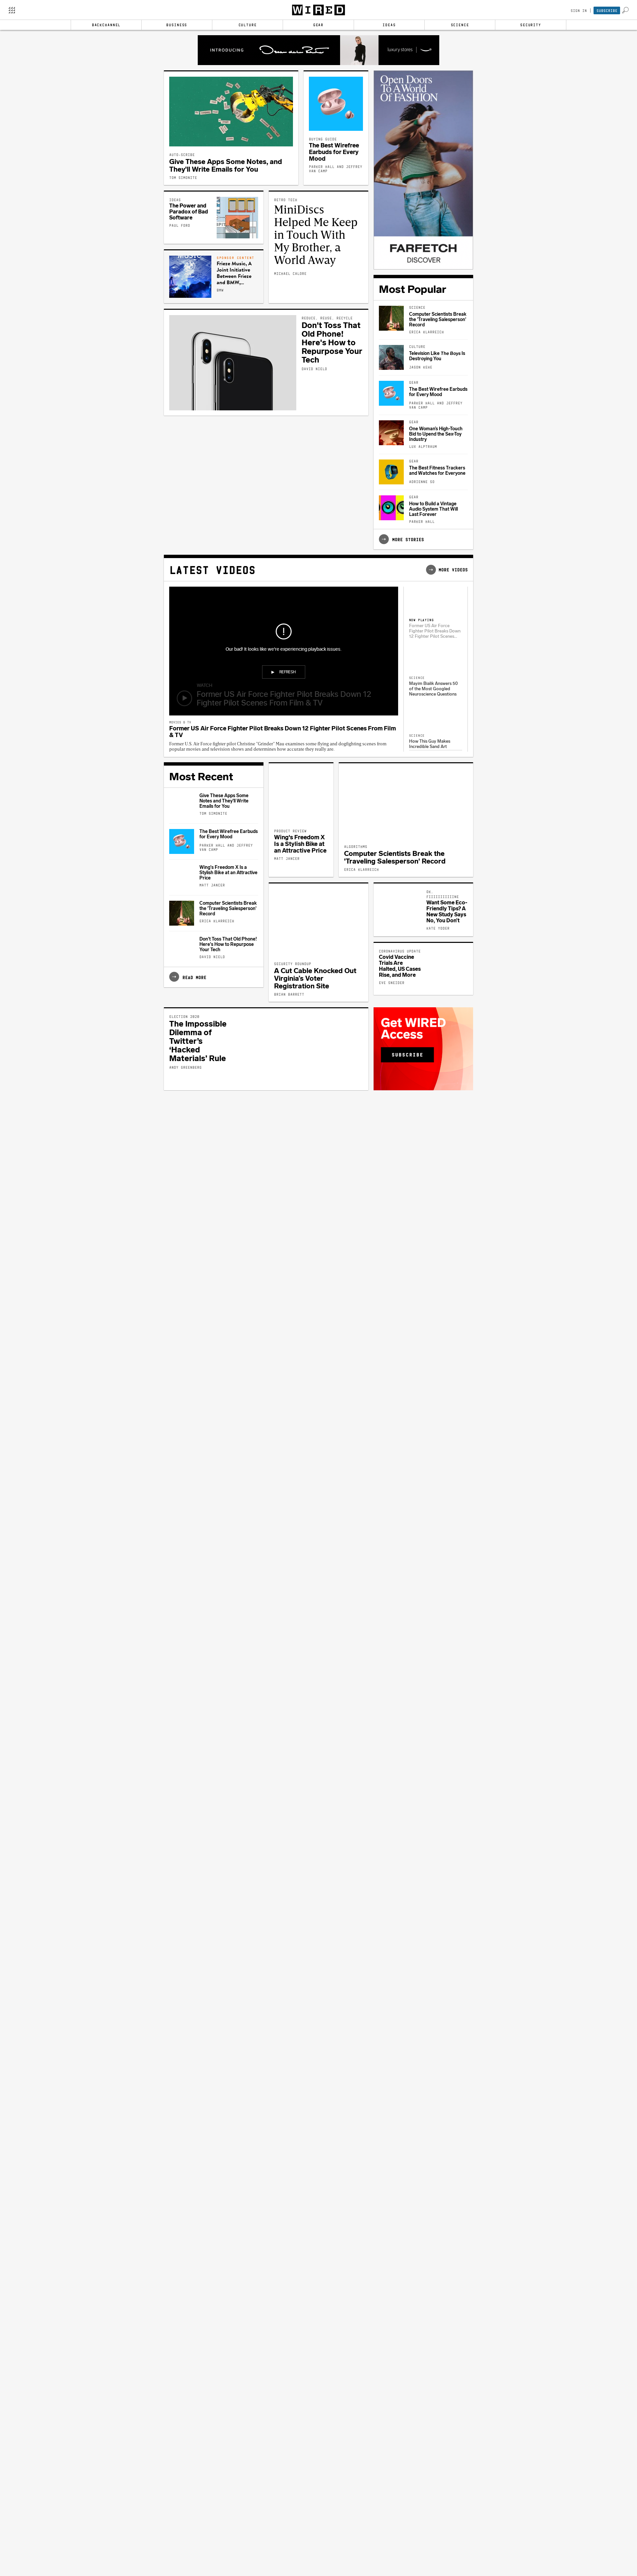 WIRED
SIGN IN
SUBSCRIBE
BACKCHANNEL
BUSINESS
CULTURE
GEAR
IDEAS
SCIENCE
SECURITY
INTRODUCING
Oscar de la Renta
luxury stores
AUTO-SCRIBE
Give These Apps Some Notes, and
They'll Write Emails for You
TOM SIMONITE
BUYING GUIDE
The Best Wirefree
Earbuds for Every
Mood
PARKER HALL AND JEFFREY
VAN CAMP
Open Doors
To A World
Of FASHION
FARFETCH
DISCOVER
IDEAS
The Power and
Paradox of Bad
Software
PAUL FORD
RETRO TECH
MiniDiscs
Helped Me Keep
in Touch With
My Brother, a
World Away
MICHAEL CALORE
SPONSOR CONTENT
Frieze Music, A
Joint Initiative
Between Frieze
and BMW,...
BMW
REDUCE, REUSE, RECYCLE
Don't Toss That
Old Phone!
Here's How to
Repurpose Your
Tech
DAVID NIELD
Most Popular
SCIENCE
Computer Scientists Break
the 'Traveling Salesperson'
Record
ERICA KLARREICH
CULTURE
Television Like The Boys Is
Destroying You
JASON KEHE
GEAR
The Best Wirefree Earbuds
for Every Mood
PARKER HALL AND JEFFREY
VAN CAMP
GEAR
One Woman's High-Touch
Bid to Upend the Sex-Toy
Industry
LUX ALPTRAUM
GEAR
The Best Fitness Trackers
and Watches for Everyone
ADRIENNE SO
GEAR
How to Build a Vintage
Audio System That Will
Last Forever
PARKER HALL
MORE STORIES
LATEST VIDEOS
MORE VIDEOS
!
Our bad! It looks like we're experiencing playback issues.
REFRESH
WATCH
Former US Air Force Fighter Pilot Breaks Down 12
Fighter Pilot Scenes From Film & TV
MOVIES & TV
Former US Air Force Fighter Pilot Breaks Down 12 Fighter Pilot Scenes From Film
& TV
Former U.S. Air Force fighter pilot Christine "Grinder" Mau examines some flying and dogfighting scenes from
popular movies and television shows and determines how accurate they really are.
NOW PLAYING
Former US Air Force
Fighter Pilot Breaks Down
12 Fighter Pilot Scenes...
SCIENCE
Mayim Bialik Answers 50
of the Most Googled
Neuroscience Questions
SCIENCE
How This Guy Makes
Incredible Sand Art
Most Recent
Give These Apps Some
Notes and They'll Write
Emails for You
TOM SIMONITE
The Best Wirefree Earbuds
for Every Mood
PARKER HALL AND JEFFREY
VAN CAMP
Wing's Freedom X Is a
Stylish Bike at an Attractive
Price
MATT JANCER
Computer Scientists Break
the 'Traveling Salesperson'
Record
ERICA KLARREICH
Don't Toss That Old Phone!
Here's How to Repurpose
Your Tech
DAVID NIELD
READ MORE
PRODUCT REVIEW
Wing's Freedom X
Is a Stylish Bike at
an Attractive Price
MATT JANCER
ALGORITHMS
Computer Scientists Break the
'Traveling Salesperson' Record
ERICA KLARREICH
SECURITY ROUNDUP
A Cut Cable Knocked Out
Virginia's Voter
Registration Site
BRIAN BARRETT
Want Some Eco-
Friendly Tips? A
New Study Says
No, You Don't
KATE YODER
CORONAVIRUS UPDATE
Covid Vaccine
Trials Are
Halted, US Cases
Rise, and More
EVE SNEIDER
ELECTION 2020
The Impossible
Dilemma of
Twitter's
'Hacked
Materials' Rule
ANDY GREENBERG
Get WIRED
Access
SUBSCRIBE